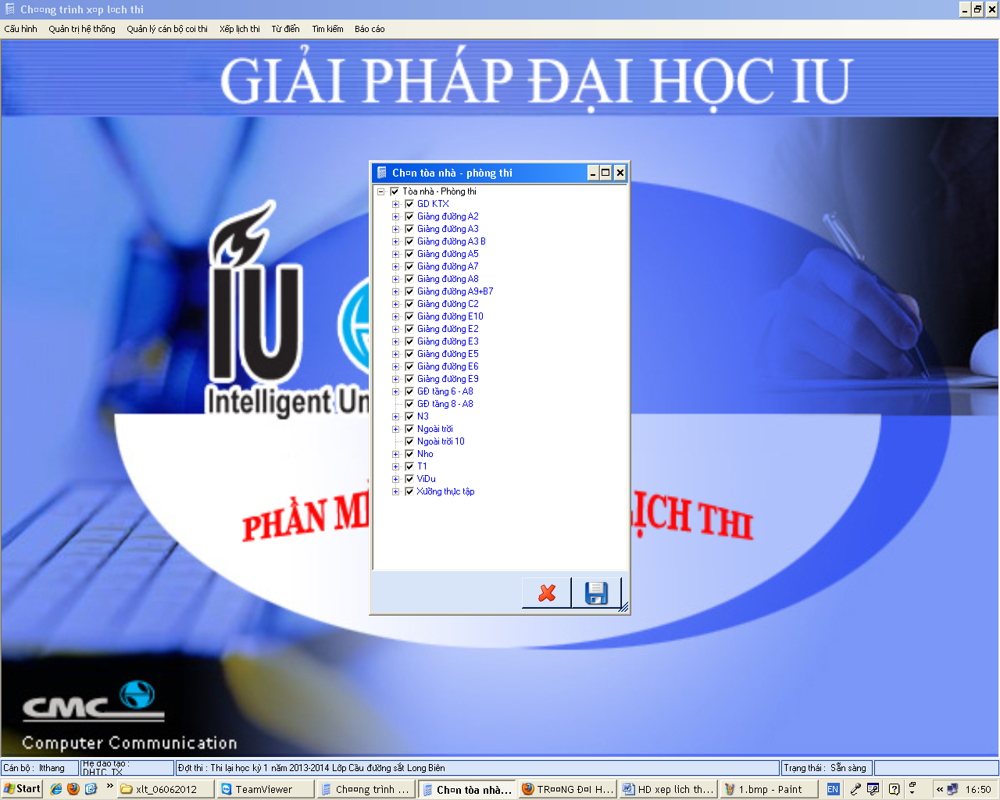 Ch¤¤ng trình x¤p l¤ch thi
Cấu hình Quản trị hệ thống Quản lý cán bộ coi thi Xếp lịch thi Từ điển Tìm kiếm Báo cáo
GIẢI PHÁP ĐẠI HỌC IU
Ch¤n tòa nhà - phòng thi
Tòa nhà - Phòng thi
GD KTX
Giảng đường A2
Giảng đường A3
Giảng đường A3 B
Giảng đường A5
Giảng đường A7
Giảng đường A8
Giảng đường A9+B7
Giảng đường C2
Giảng đường E10
Giảng đường E2
Giảng đường E3
Giảng đường E5
Giảng đường E6
Giảng đường E9
GĐ tầng 6 - A8
GĐ tầng 8 - A8
N3
Ngoài trời
Ngoài trời 10
Nho
T1
ViDu
Xưởng thực tập
IU
Intelligent Un
PHẦN MỀ LỊCH THI
CMC
Computer Communication
Cán bộ : ltthang Hệ đào tạo : DHTC_TX Đợt thi : Thi lại học kỳ 1 năm 2013-2014 Lớp Cầu đường sắt Long Biên Trạng thái : Sẵn sàng
Start » xlt_06062012 TeamViewer Ch¤¤ng trình ... Ch¤n tòa nhà... TR¤¤NG Đ¤I H... HD xep lich th... 1.bmp - Paint EN « 16:50